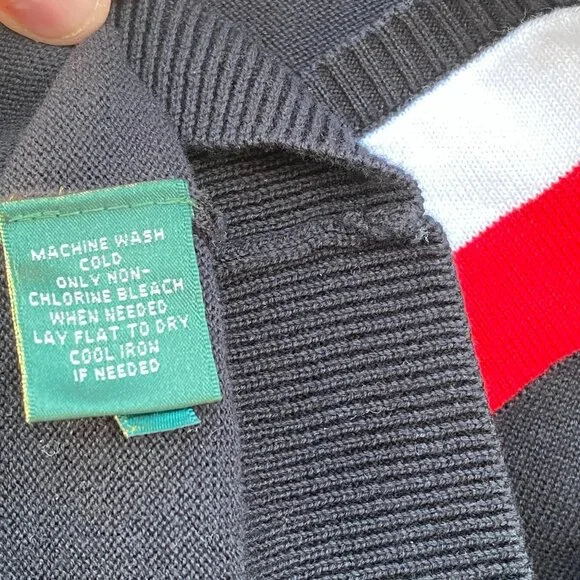 MACHINE WASH
COLD
ONLY NON-
CHLORINE BLEACH
WHEN NEEDED
LAY FLAT TO DRY
COOL IRON
IF NEEDED